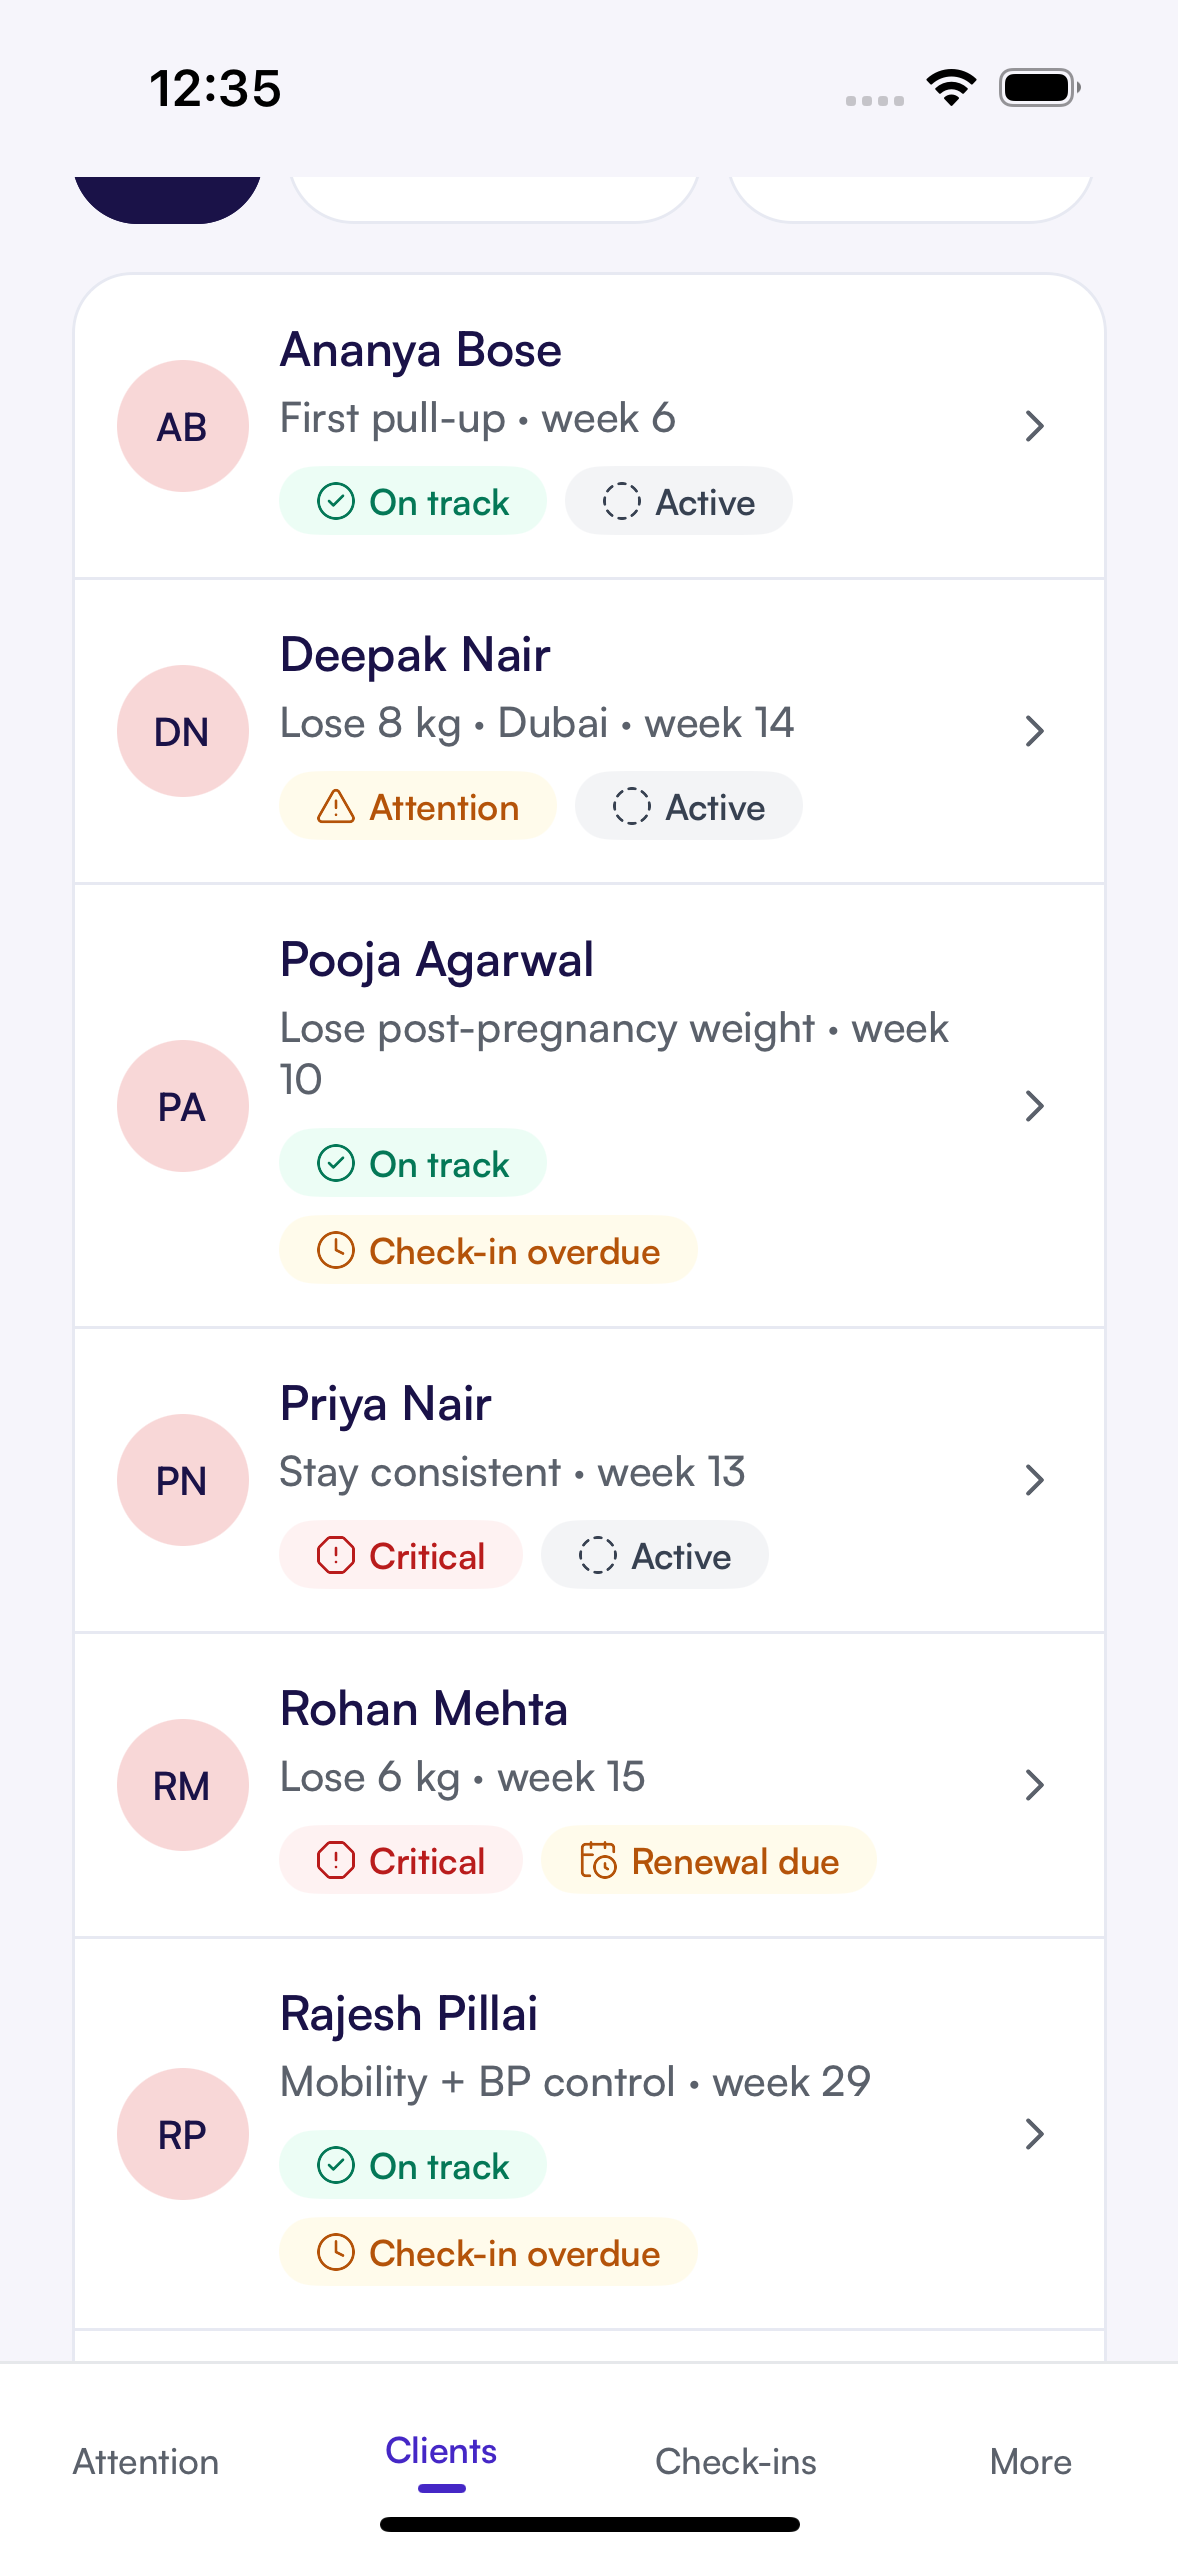 12:35
Ananya Bose
AB
First pull-up · week 6
On track
Active
Deepak Nair
DN
Lose 8 kg · Dubai · week 14
Attention
Active
Pooja Agarwal
Lose post-pregnancy weight · week
10
PA
On track
Check-in overdue
Priya Nair
PN
Stay consistent · week 13
Critical
Active
Rohan Mehta
RM
Lose 6 kg · week 15
Critical
Renewal due
Rajesh Pillai
Mobility + BP control · week 29
RP
On track
Check-in overdue
Attention
Clients
Check-ins
More